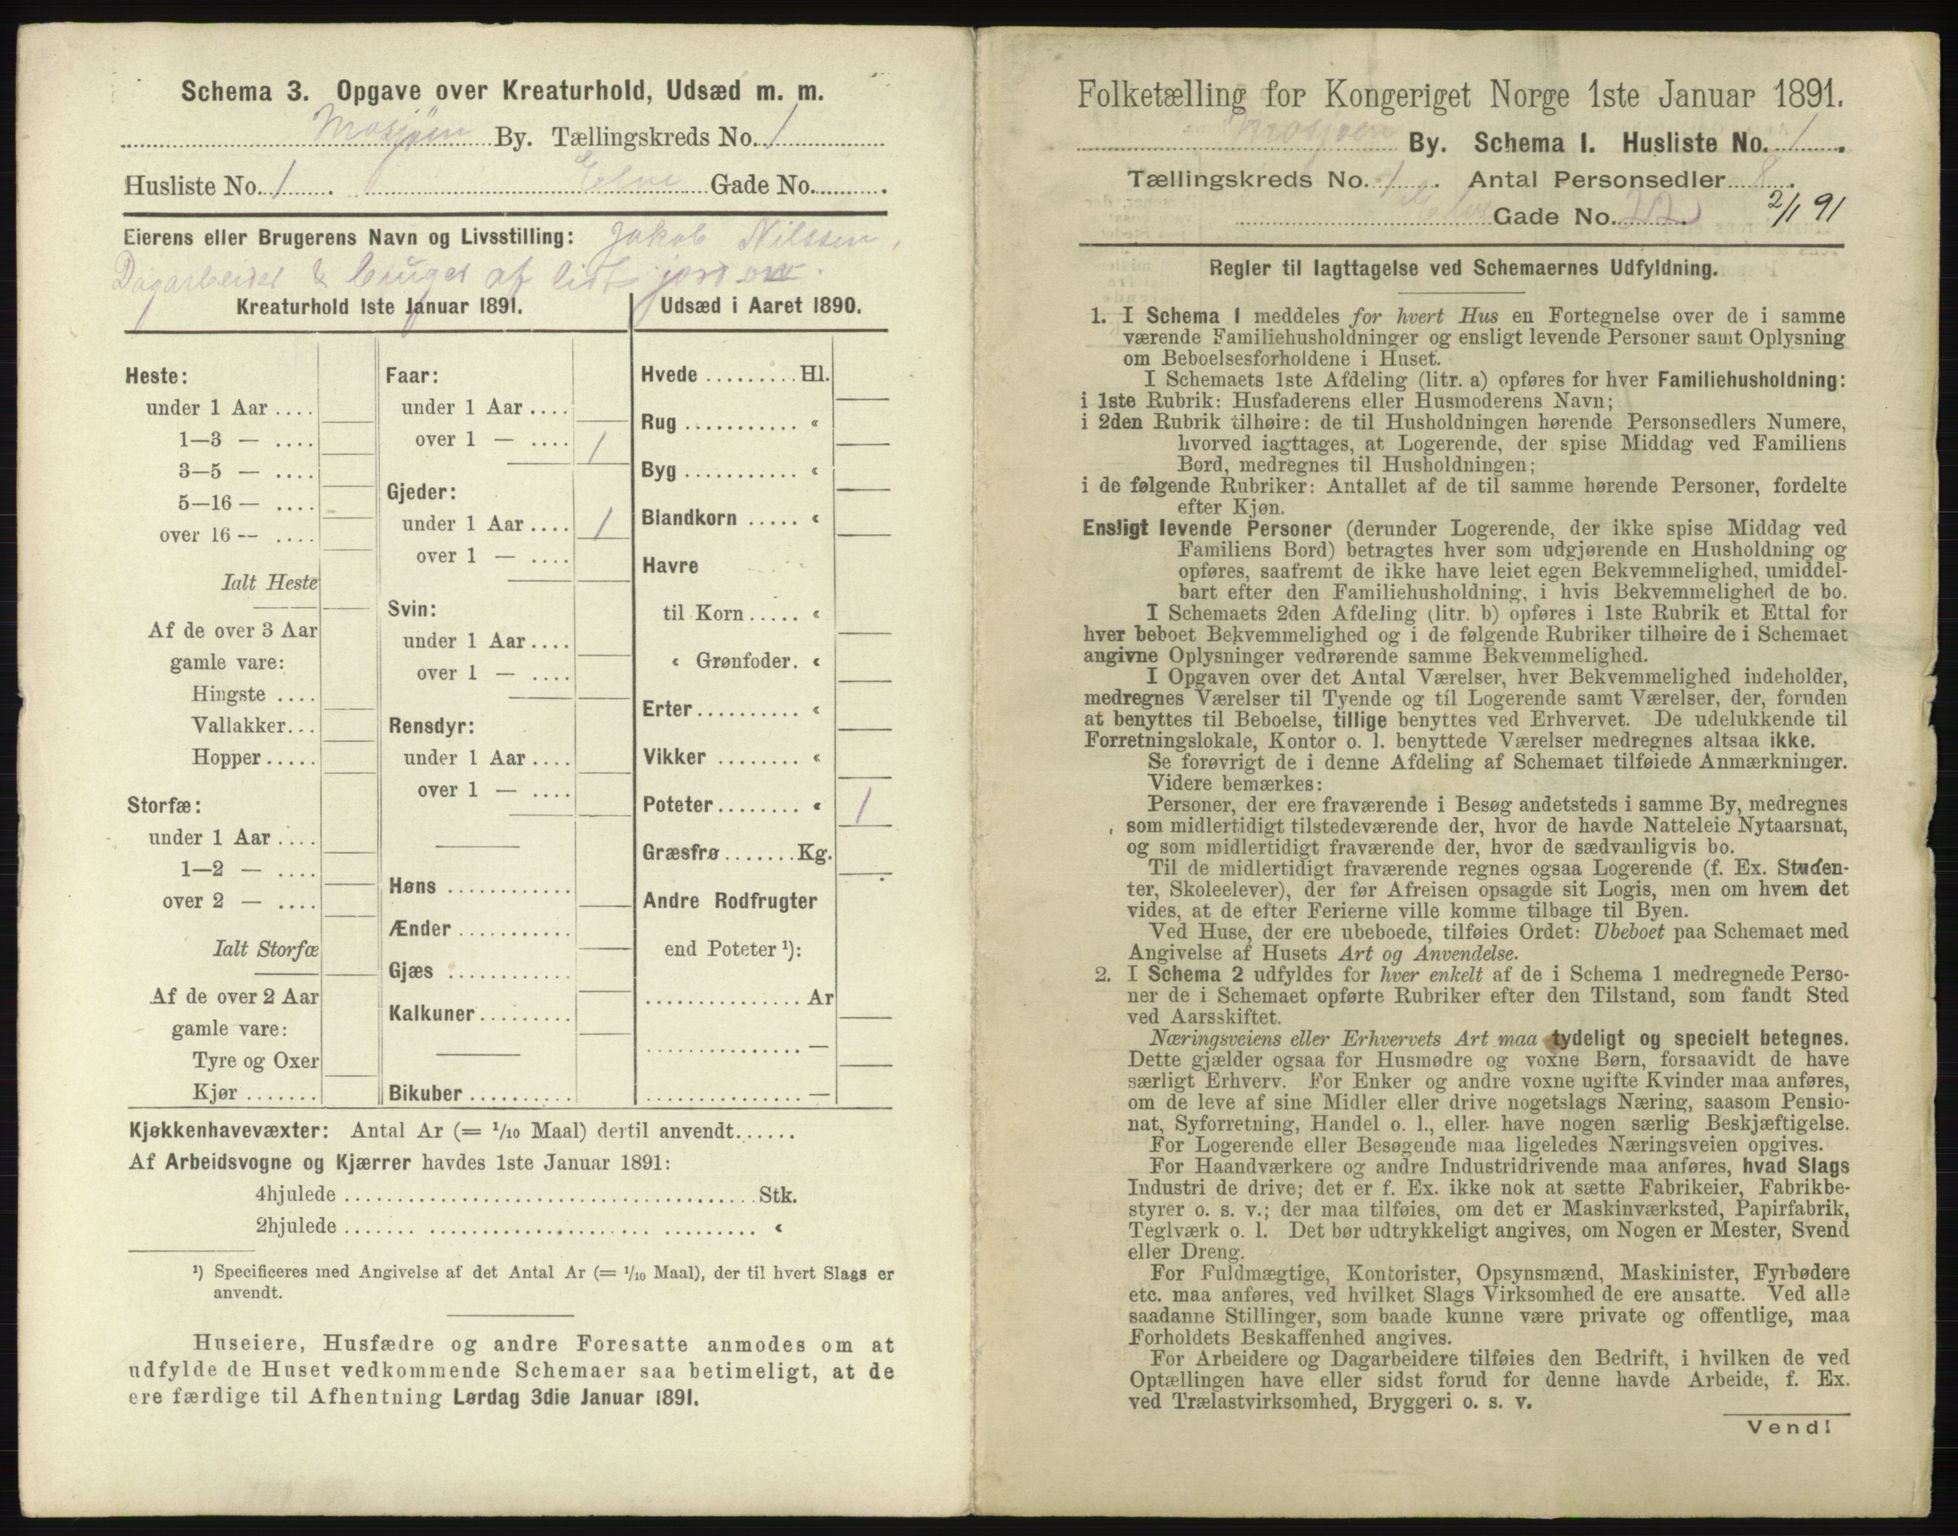 Schema 3. Opgave over Kreaturhold, Udsæd m. m.
Mosjøen By. Tællingskreds No. 1
Husliste No. 1 Elve Gade No.
Eierens eller Brugerens Navn og Livsstilling: Jakob Nilssen,
Dagarbeider & bruger af lidt jord.
Kreaturhold 1ste Januar 1891.
Heste:
under 1 Aar ....
1—3 — ....
3—5 — ....
5—16 — ....
over 16 -- ....
Ialt Heste
Af de over 3 Aar
gamle vare:
Hingste ....
Vallakker...
Hopper.....
Storfæ:
under 1 Aar ....
1—2 — ....
over 2 — ....
Ialt Storfæ
Af de over 2 Aar
gamle vare:
Tyre og Oxer
Kjør .......
Faar:
under 1 Aar ....
over 1 — .... 1
Gjeder:
under 1 Aar .... 1
over 1 — ....
Svin:
under 1 Aar....
over 1 — ....
Rensdyr:
under 1 Aar ....
over 1 — ....
Høns ............
Ænder ...........
Gjæs ............
Kalkuner.........
Bikuber ..........
Udsæd i Aaret 1890.
Hvede ......... Hl.
Rug ........... «
Byg ........... «
Blandkorn ..... «
Havre
til Korn ..... «
« Grønfoder. «
Erter.......... «
Vikker ........ «
Poteter........ « 1
Græsfrø....... Kg.
Andre Rodfrugter
end Poteter ¹):
............... Ar
............... —
............... —
Kjøkkenhavevæxter: Antal Ar (= 1/10 Maal) dertil anvendt......
Af Arbeidsvogne og Kjærrer havdes 1ste Januar 1891:
4hjulede ....................................... Stk.
2hjulede ....................................... «
¹) Specificeres med Angivelse af det Antal Ar (= 1/10 Maal), der til hvert Slags er
anvendt.
Huseiere, Husfædre og andre Foresatte anmodes om at
udfylde de Huset vedkommende Schemaer saa betimeligt, at de
ere færdige til Afhentning Lørdag 3die Januar 1891.
Folketælling for Kongeriget Norge 1ste Januar 1891.
Mosjøen By. Schema I. Husliste No. 1.
Tællingskreds No. 1. Antal Personsedler 8.
Elve Gade No. 22 2/1 91
Regler til Iagttagelse ved Schemaernes Udfyldning.
1. I Schema I meddeles for hvert Hus en Fortegnelse over de i samme
værende Familiehusholdninger og ensligt levende Personer samt Oplysning
om Beboelsesforholdene i Huset.
I Schemaets 1ste Afdeling (litr. a) opføres for hver Familiehusholdning:
i 1ste Rubrik: Husfaderens eller Husmoderens Navn;
i 2den Rubrik tilhøire: de til Husholdningen hørende Personsedlers Numere,
hvorved iagttages, at Logerende, der spise Middag ved Familiens
Bord, medregnes til Husholdningen;
i de følgende Rubriker: Antallet af de til samme hørende Personer, fordelte
efter Kjøn.
Ensligt levende Personer (derunder Logerende, der ikke spise Middag ved
Familiens Bord) betragtes hver som udgjørende en Husholdning og
opføres, saafremt de ikke have leiet egen Bekvemmelighed, umiddel-
bart efter den Familiehusholdning, i hvis Bekvemmelighed de bo.
I Schemaets 2den Afdeling (litr. b) opføres i 1ste Rubrik et Ettal for
hver beboet Bekvemmelighed og i de følgende Rubriker tilhøire de i Schemaet
angivne Oplysninger vedrørende samme Bekvemmelighed.
I Opgaven over det Antal Værelser, hver Bekvemmelighed indeholder,
medregnes Værelser til Tyende og til Logerende samt Værelser, der, foruden
at benyttes til Beboelse, tillige benyttes ved Erhvervet. De udelukkende til
Forretningslokale, Kontor o. l. benyttede Værelser medregnes altsaa ikke.
Se forøvrigt de i denne Afdeling af Schemaet tilføiede Anmærkninger.
Videre bemærkes:
Personer, der ere fraværende i Besøg andetsteds i samme By, medregnes
som midlertidigt tilstedeværende der, hvor de havde Natteleie Nytaarsnat,
og som midlertidigt fraværende der, hvor de sædvanligvis bo.
Til de midlertidigt fraværende regnes ogsaa Logerende (f. Ex. Studen-
ter, Skoleelever), der før Afreisen opsagde sit Logis, men om hvem det
vides, at de efter Ferierne ville komme tilbage til Byen.
Ved Huse, der ere ubeboede, tilføies Ordet: Ubeboet paa Schemaet med
Angivelse af Husets Art og Anvendelse.
2. I Schema 2 udfyldes for hver enkelt af de i Schema 1 medregnede Perso-
ner de i Schemaet opførte Rubriker efter den Tilstand, som fandt Sted
ved Aarsskiftet.
Næringsveiens eller Erhvervets Art maa tydeligt og specielt betegnes.
Dette gjælder ogsaa for Husmødre og voxne Børn, forsaavidt de have
særligt Erhverv. For Enker og andre voxne ugifte Kvinder maa anføres,
om de leve af sine Midler eller drive nogetslags Næring, saasom Pensio-
nat, Syforretning, Handel o. l., eller have nogen særlig Beskjæftigelse.
For Logerende eller Besøgende maa ligeledes Næringsveien opgives.
For Haandværkere og andre Industridrivende maa anføres, hvad Slags
Industri de drive; det er f. Ex. ikke nok at sætte Fabrikeier, Fabrikbe-
styrer o. s. v.; der maa tilføies, om det er Maskinværksted, Papirfabrik,
Teglværk o. l. Det bør udtrykkeligt angives, om Nogen er Mester, Svend
eller Dreng.
For Fuldmægtige, Kontorister, Opsynsmænd, Maskinister, Fyrbødere
etc. maa anføres, ved hvilket Slags Virksomhed de ere ansatte. Ved alle
saadanne Stillinger, som baade kunne være private og offentlige, maa
Forholdets Beskaffenhed angives.
For Arbeidere og Dagarbeidere tilføies den Bedrift, i hvilken de ved
Optællingen have eller sidst forud for denne havde Arbeide, f. Ex.
ved Trælastvirksomhed, Bryggeri o. s. v.
Vend!